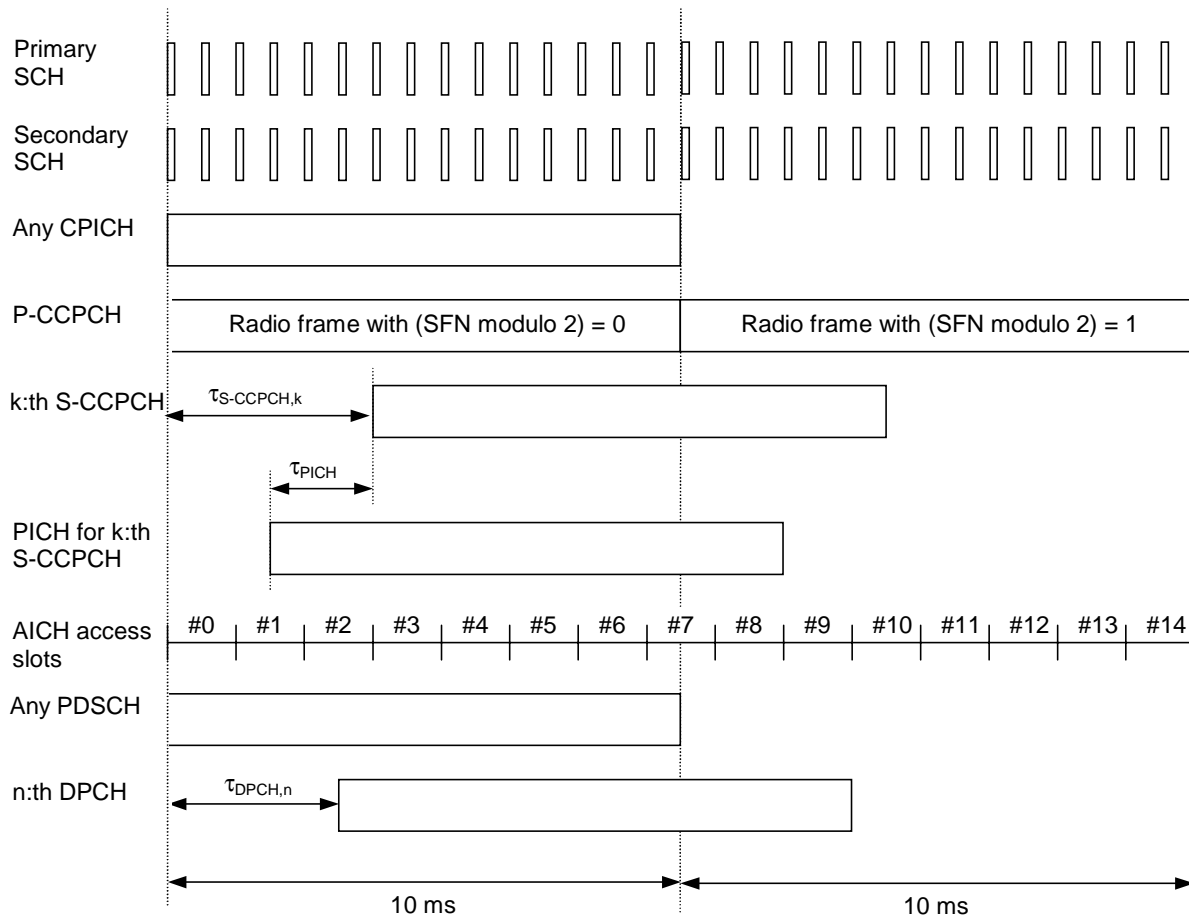 Primary
SCH
Secondary
SCH
Any CPICH
P-CCPCH
Radio frame with (SFN modulo 2) = 0
Radio frame with (SFN modulo 2) = 1
k:th S-CCPCH
τS-CCPCH,k
τPICH
PICH for k:th
S-CCPCH
AICH access
slots
#0 #1 #2 #3 #4 #5 #6 #7 #8 #9 #10 #11 #12 #13 #14
Any PDSCH
n:th DPCH
τDPCH,n
10 ms
10 ms